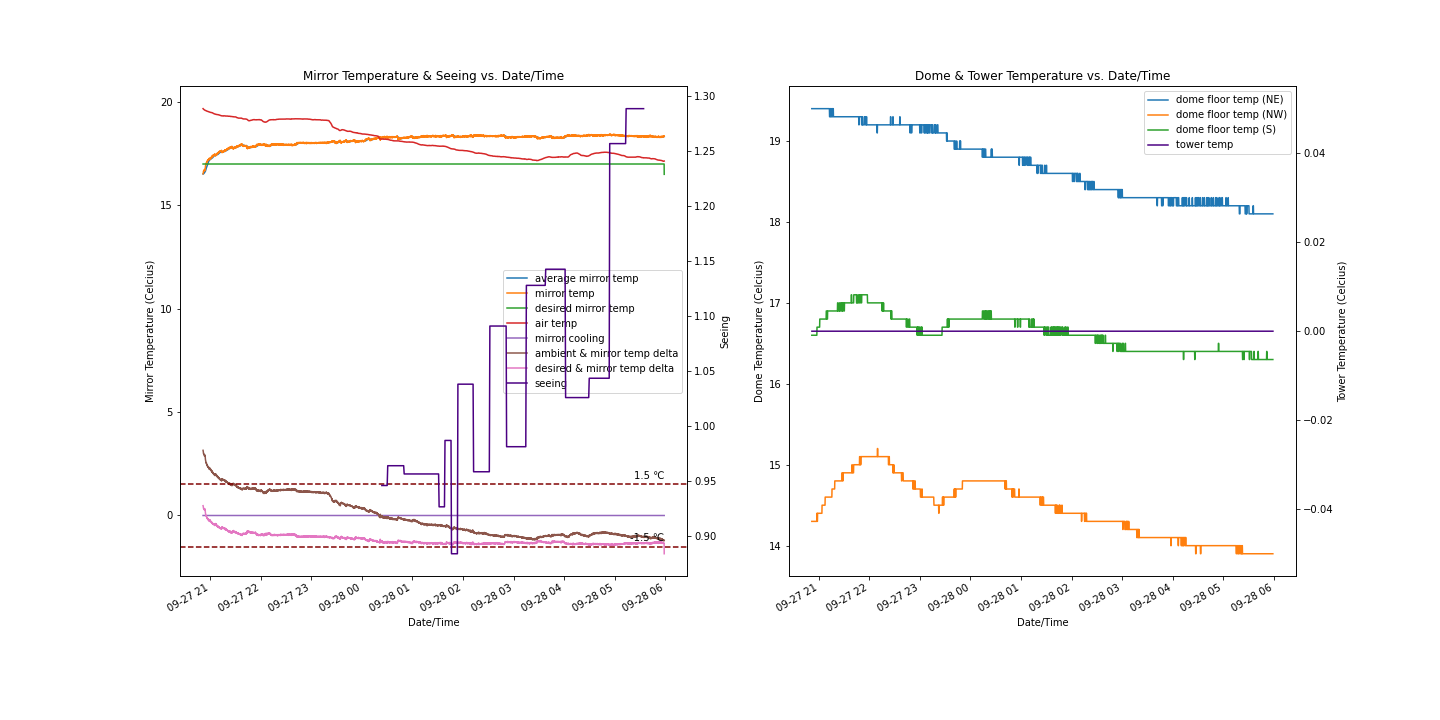 Mirror Temperature & Seeing vs. Date/Time
20
15
10
5
0
Mirror Temperature (Celcius)
1.30
1.25
1.20
1.15
1.10
1.05
1.00
0.95
0.90
Seeing
average mirror temp
mirror temp
desired mirror temp
air temp
mirror cooling
ambient & mirror temp delta
desired & mirror temp delta
seeing
1.5 °C
-1.5 °C
09-27 21
09-27 22
09-27 23
09-28 00
09-28 01
09-28 02
09-28 03
09-28 04
09-28 05
09-28 06
Date/Time
Dome & Tower Temperature vs. Date/Time
19
18
17
16
15
14
Dome Temperature (Celcius)
dome floor temp (NE)
dome floor temp (NW)
dome floor temp (S)
tower temp
0.04
0.02
0.00
−0.02
−0.04
Tower Temperature (Celcius)
09-27 21
09-27 22
09-27 23
09-28 00
09-28 01
09-28 02
09-28 03
09-28 04
09-28 05
09-28 06
Date/Time